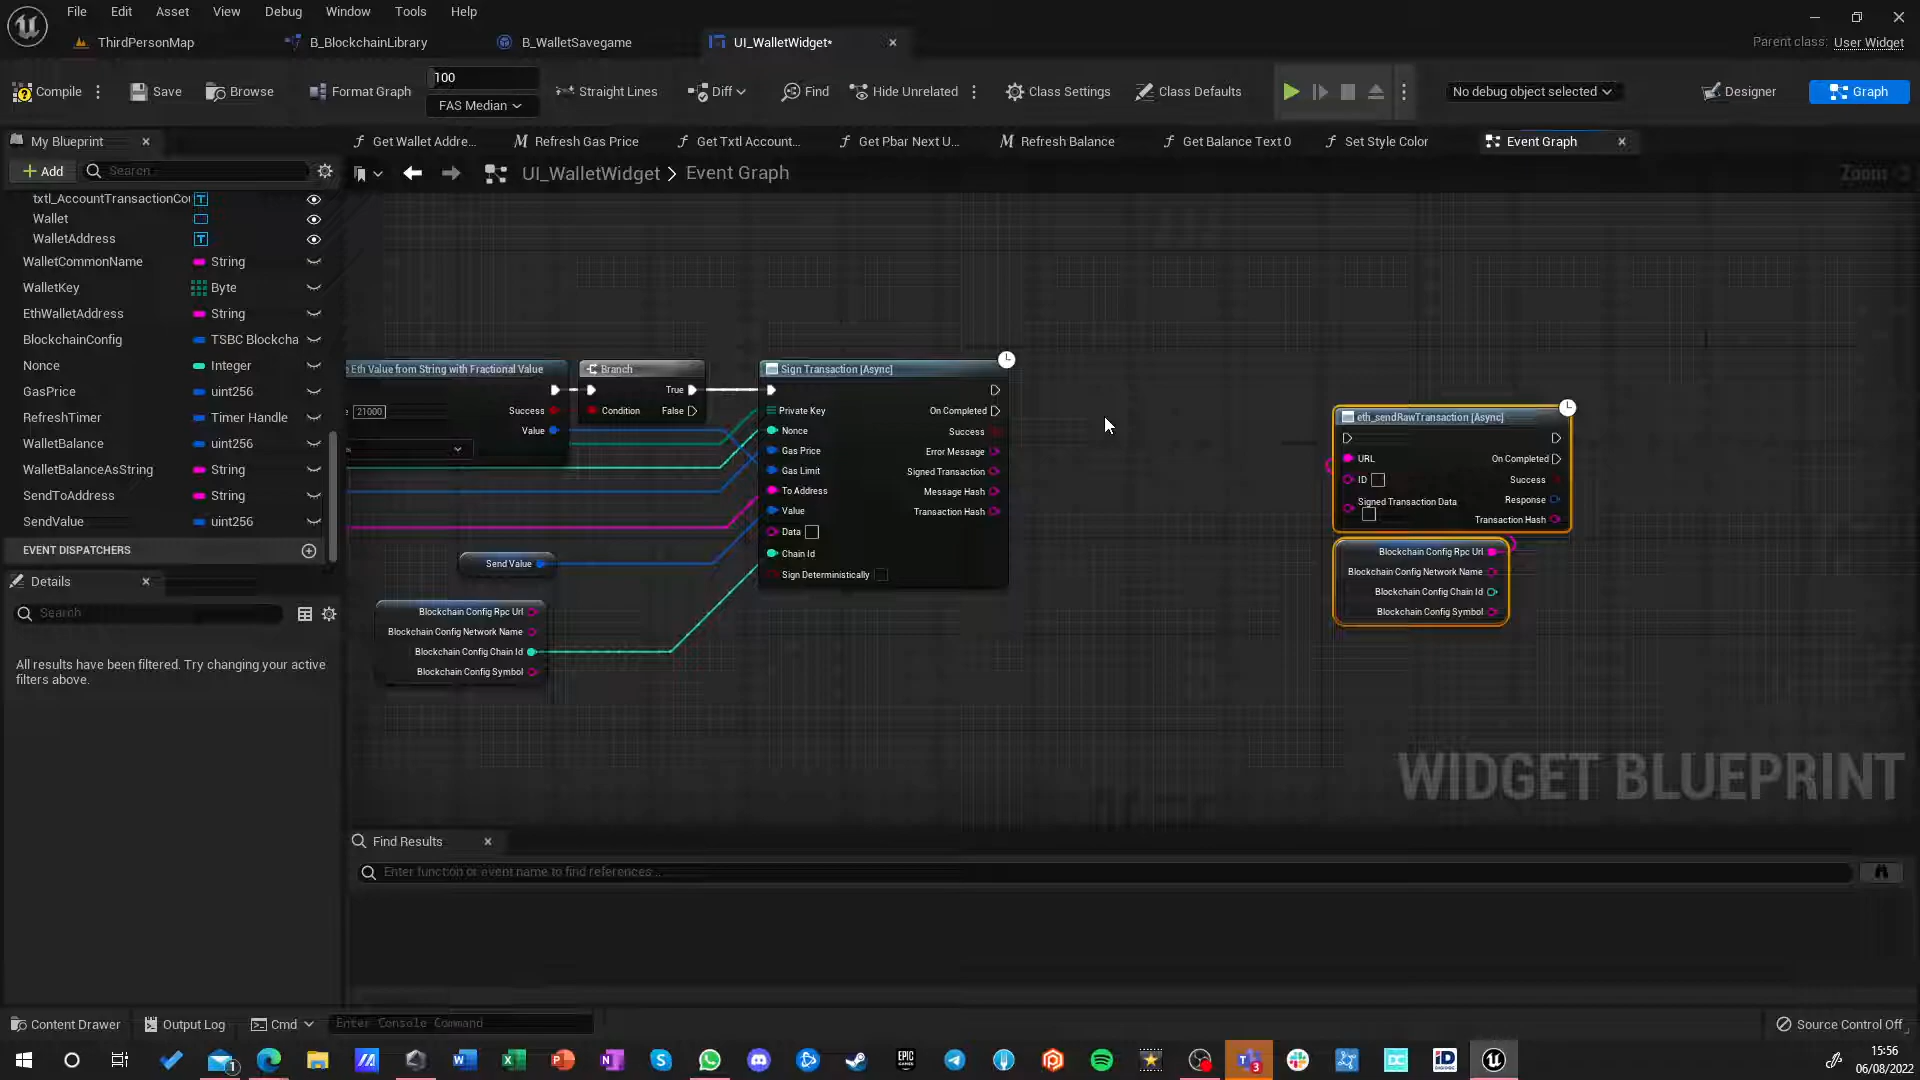 File Edit Asset View Debug Window Tools Help
ThirdPersonMap B_BlockchainLibrary B_WalletSavegame UI_WalletWidget*
Parent class: User Widget
Compile Save Browse Format Graph 100 FAS Median Straight Lines Diff Find Hide Unrelated Class Settings Class Defaults No debug object selected Designer Graph
My Blueprint Get Wallet Addre... Refresh Gas Price Get Txtl Account... Get Pbar Next U... Refresh Balance Get Balance Text 0 Set Style Color Event Graph
Add Search UI_WalletWidget > Event Graph
txtl_AccountTransactionCo
Wallet
WalletAddress
WalletCommonName String
WalletKey Byte
EthWalletAddress String
BlockchainConfig TSBC Blockcha
Nonce Integer
GasPrice uint256
RefreshTimer Timer Handle
WalletBalance uint256
WalletBalanceAsString String
SendToAddress String
SendValue uint256
EVENT DISPATCHERS
Details
Search
All results have been filtered. Try changing your active
filters above.
Eth Value from String with Fractional Value
21000
Success
Value
Branch
True
Condition False
Sign Transaction [Async]
Private Key On Completed
Nonce Success
Gas Price Error Message
Gas Limit Signed Transaction
To Address Message Hash
Value Transaction Hash
Data
Chain Id
Sign Deterministically
Send Value
Blockchain Config Rpc Url
Blockchain Config Network Name
Blockchain Config Chain Id
Blockchain Config Symbol
eth_sendRawTransaction [Async]
URL On Completed
ID Success
Signed Transaction Data Response
Transaction Hash
Blockchain Config Rpc Url
Blockchain Config Network Name
Blockchain Config Chain Id
Blockchain Config Symbol
WIDGET BLUEPRINT
Find Results
Enter function or event name to find references...
Content Drawer Output Log Cmd Enter Console Command Source Control Off
15:56
06/08/2022